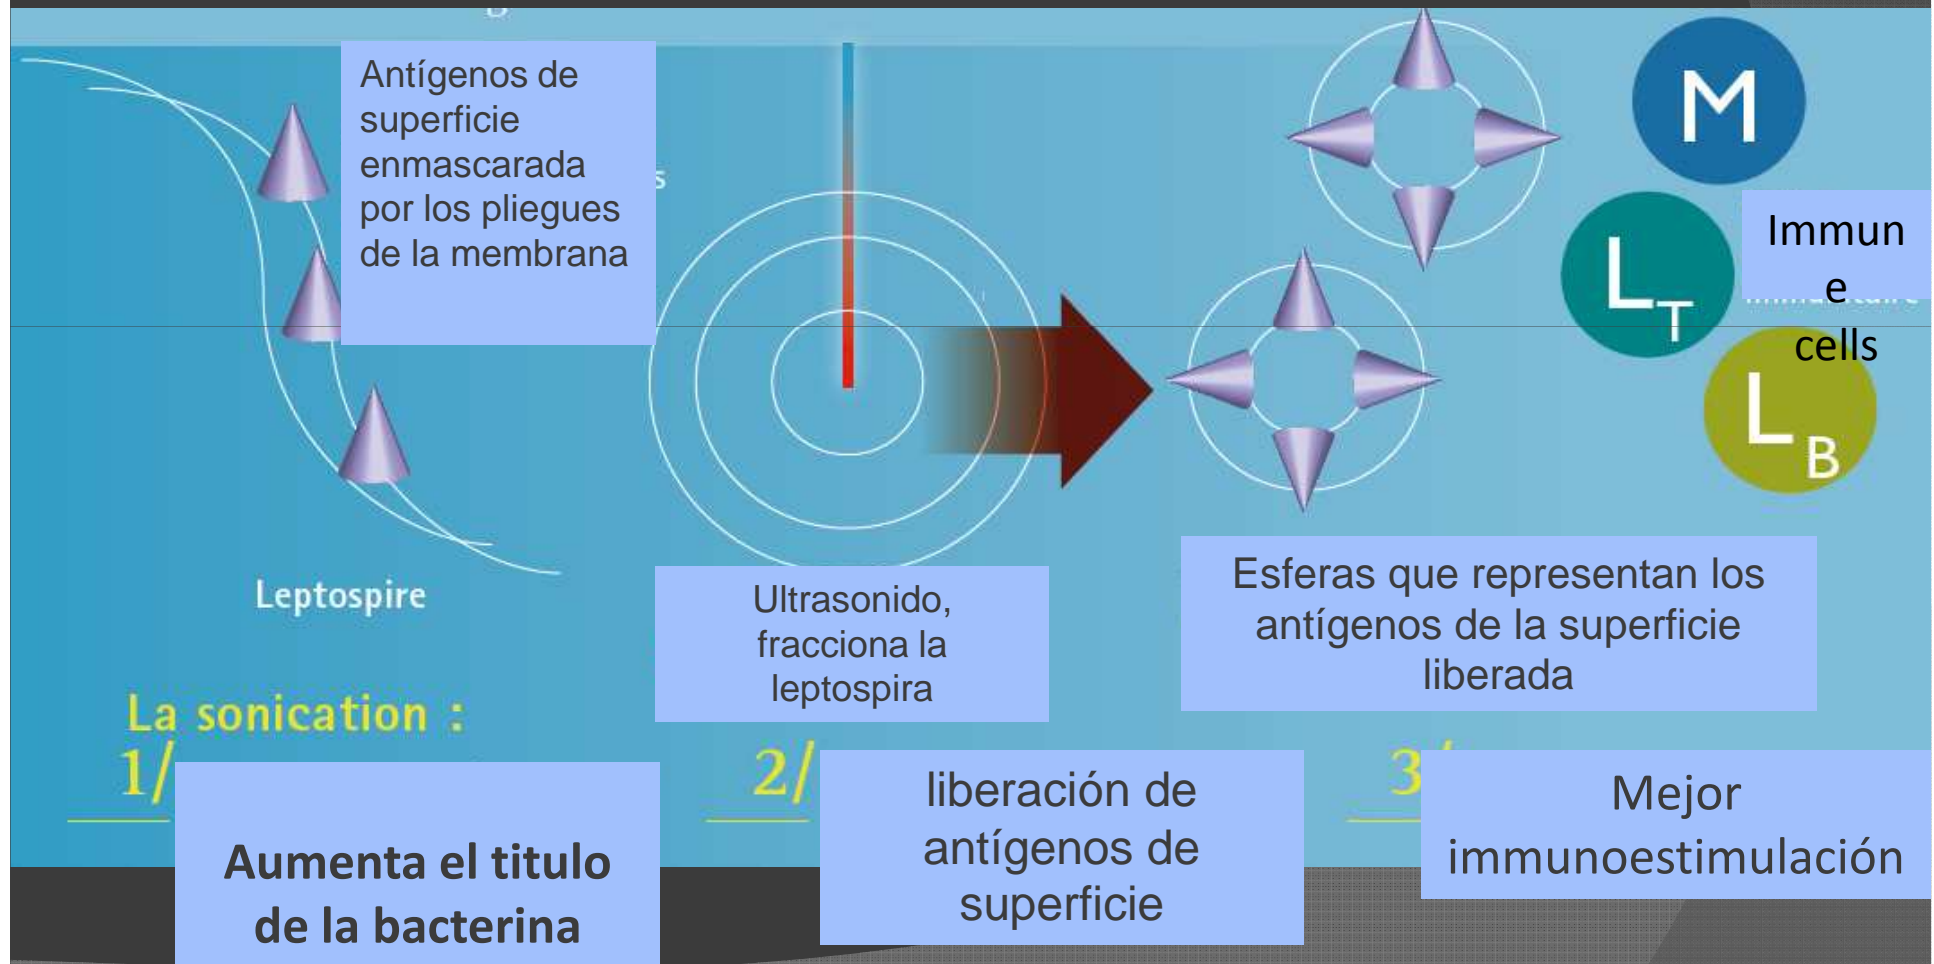 Antígenos de
superficie
enmascarada
por los pliegues
de la membrana
M
L T
L B
Immun
e
cells
Leptospire
Ultrasonido,
fracciona la
leptospira
Esferas que representan los
antígenos de la superficie
liberada
La sonication :
1/
Aumenta el titulo
de la bacterina
2/
liberación de
antígenos de
superficie
3/
Mejor
immunoestimulación